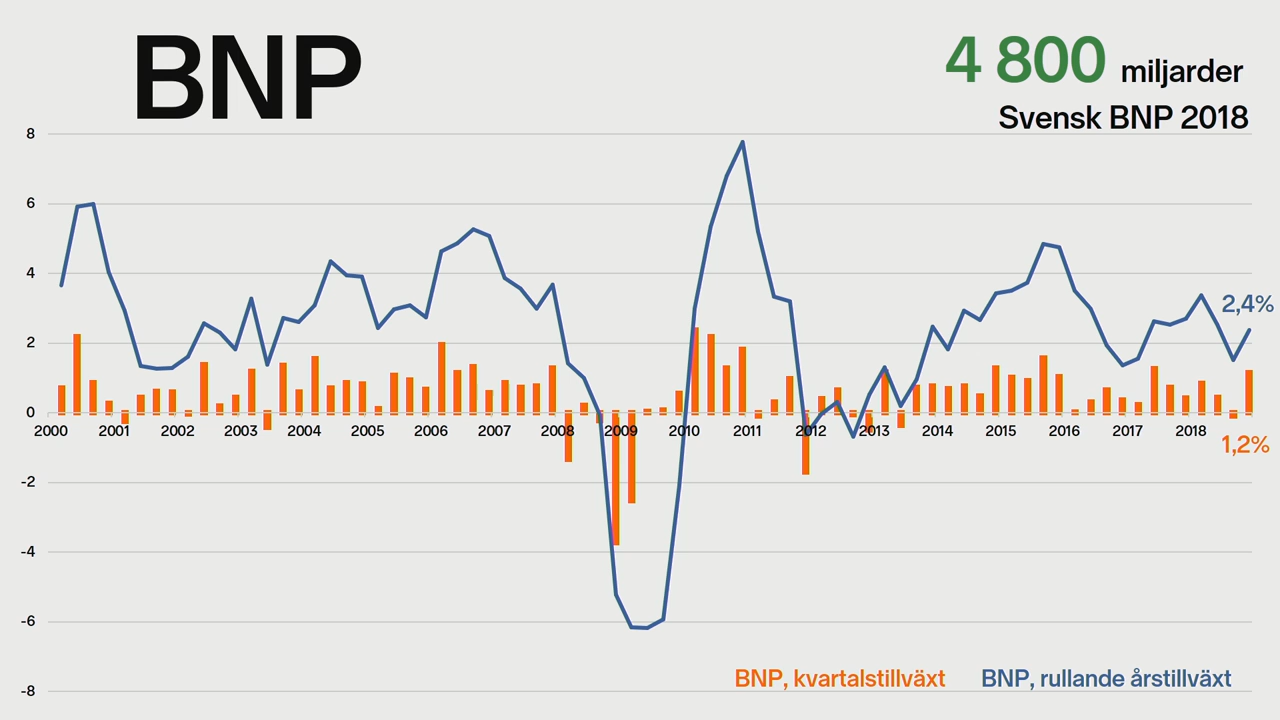 BNP
4 800 miljarder
Svensk BNP 2018
8
6
4
2
0
-2
-4
-6
-8
2000 2001 2002 2003 2004 2005 2006 2007 2008 2009 2010 2011 2012 2013 2014 2015 2016 2017 2018
2,4%
1,2%
BNP, kvartalstillväxt BNP, rullande årstillväxt